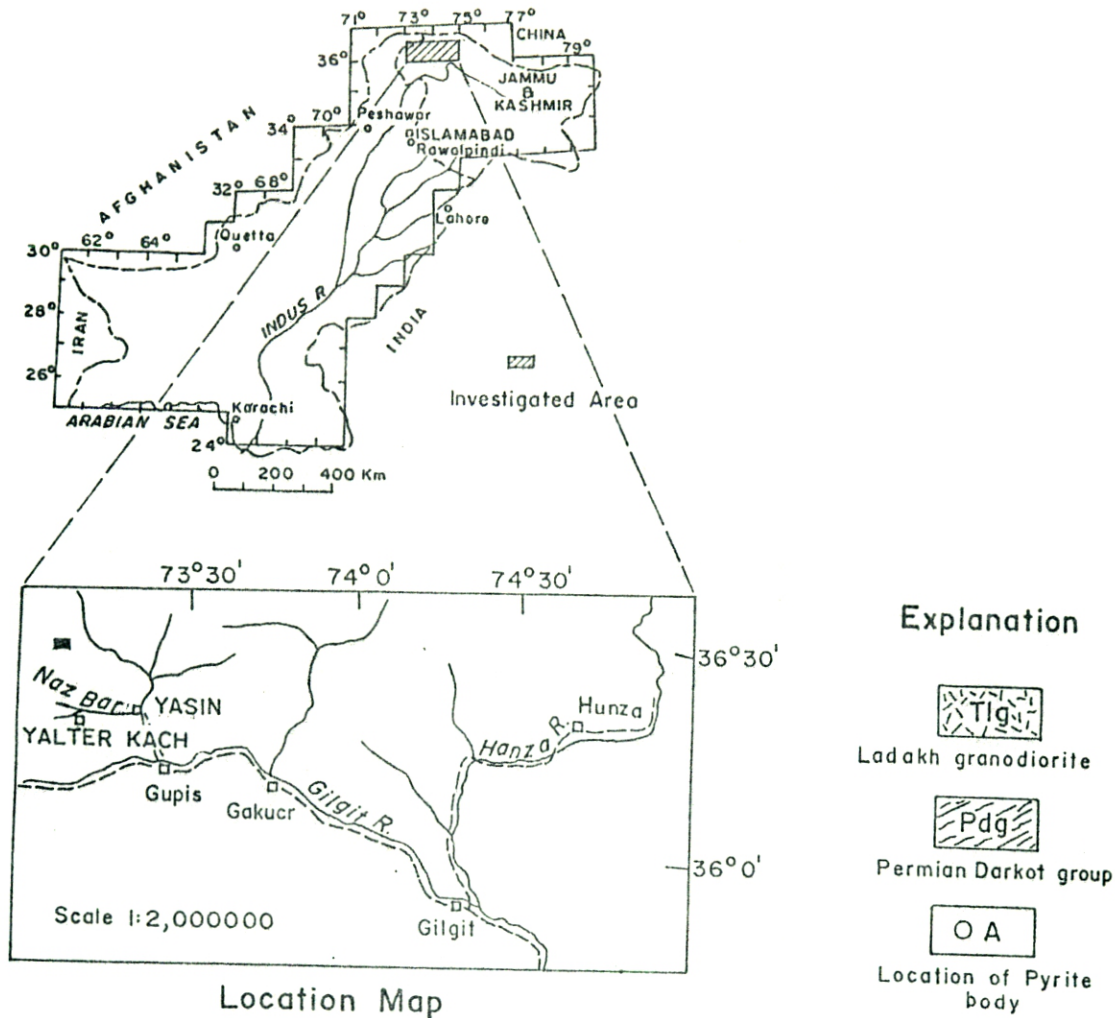 71° 73° 75° 77°
CHINA
79°
36°
JAMMU
&
KASHMIR
70°
Peshawar
34°
ISLAMABAD
Rawalpindi
AFGHANISTAN
32° 68°
Lahore
Quetta
62° 64°
30°
28°
INDUS R
IRAN
INDIA
26°
Investigated Area
Karachi
ARABIAN SEA
24°
0 200 400 Km
73°30' 74°0' 74°30'
Explanation
36°30'
Naz Bar
YASIN
Hunza
YALTER KACH
Hanza R.
Tlg
Ladakh granodiorite
Gupis
Gakucr
Gilgit R.
Pdg
36°0'
Permian Darkot group
Scale 1:2,000000
Gilgit
O A
Location of Pyrite
body
Location Map